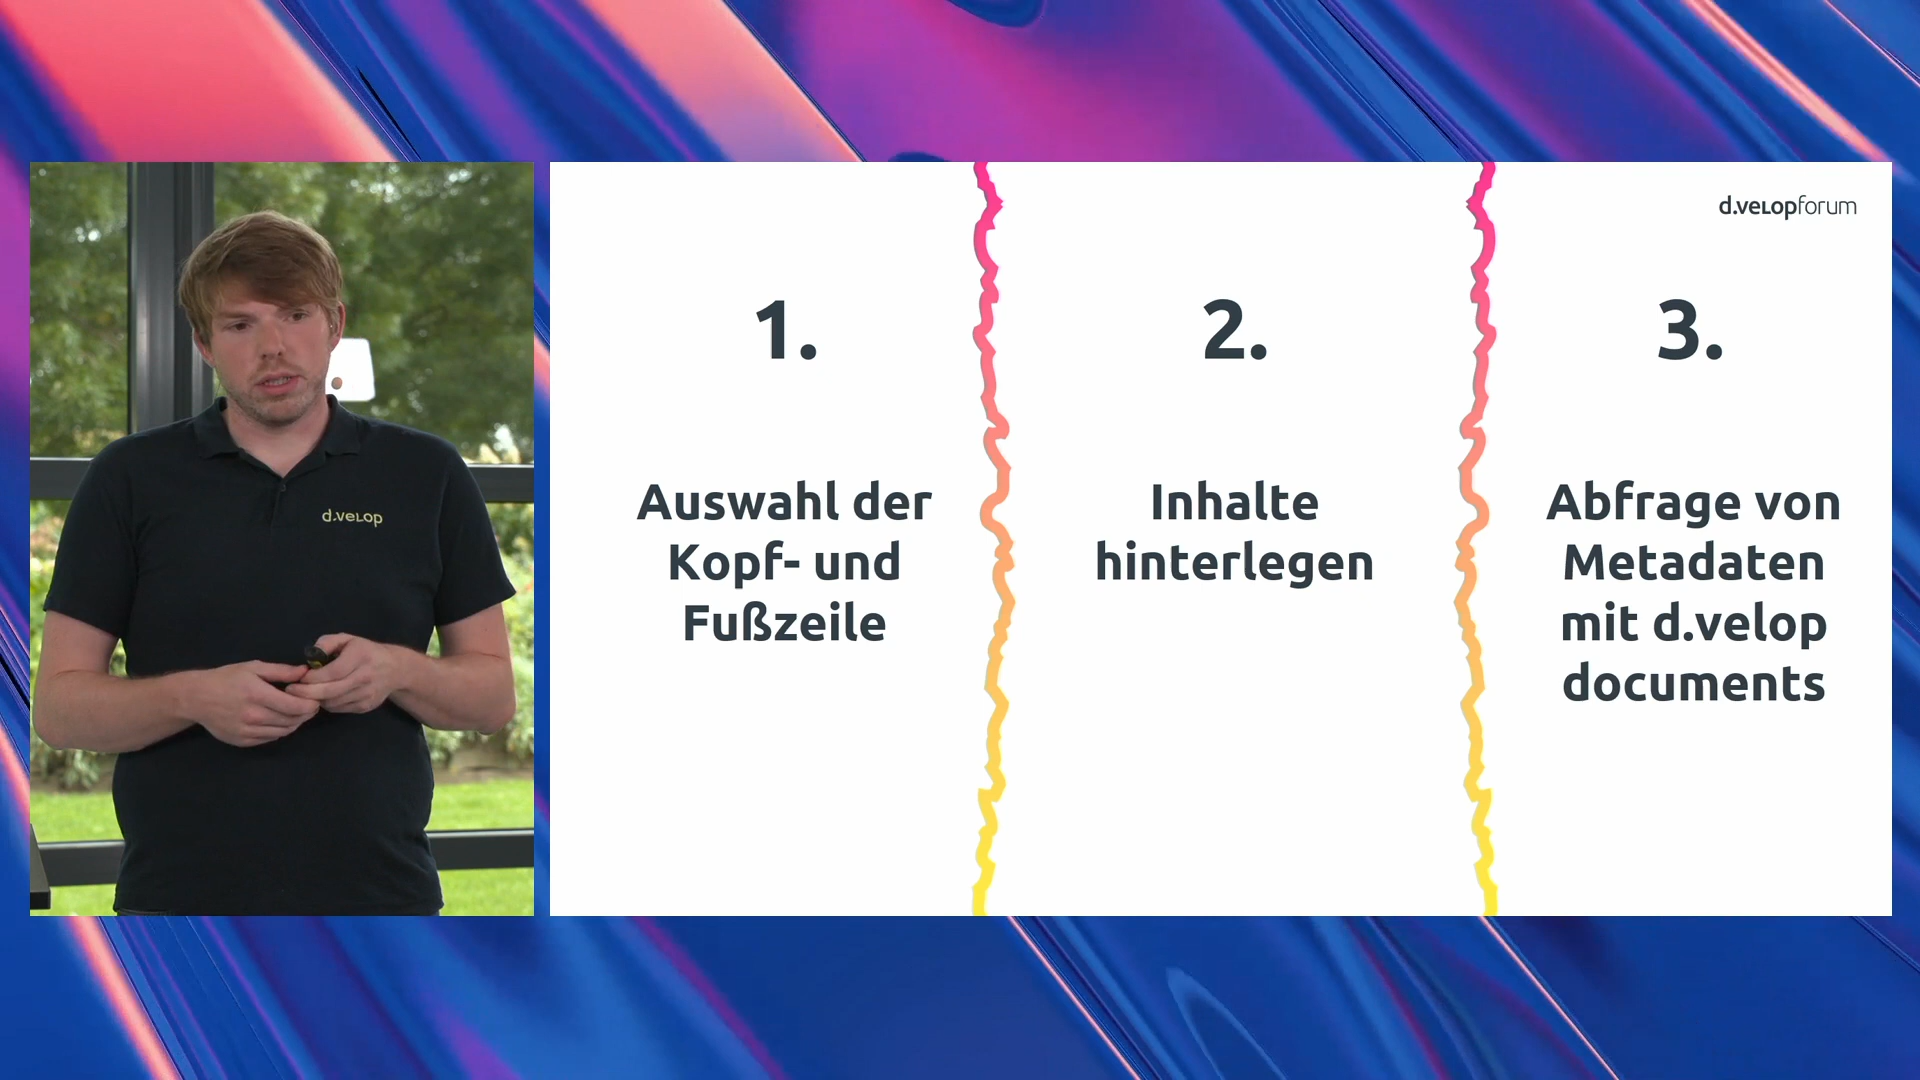 d.velop
d.velopforum
1.
Auswahl der
Kopf- und
Fußzeile
2.
Inhalte
hinterlegen
3.
Abfrage von
Metadaten
mit d.velop
documents